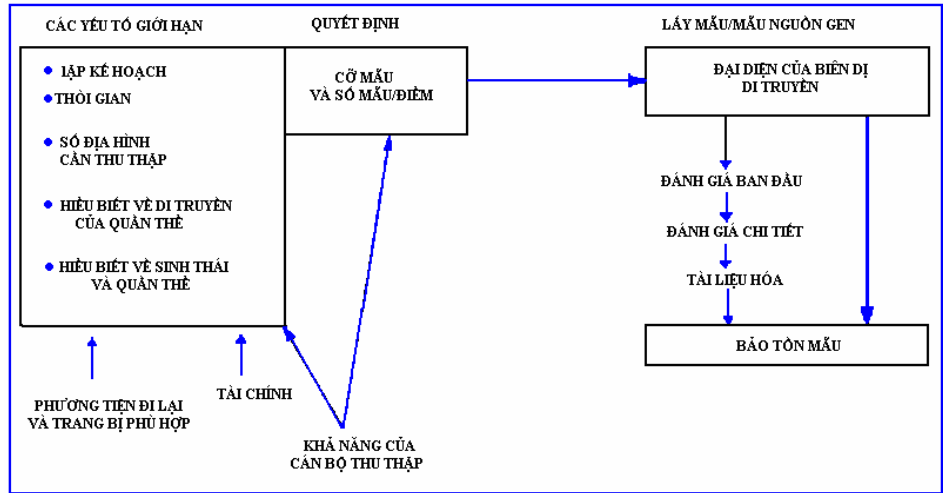 CÁC YẾU TỐ GIỚI HẠN
QUYẾT ĐỊNH
LẤY MẪU/MẪU NGUỒN GEN
LẬP KẾ HOẠCH
THỜI GIAN
SỐ ĐỊA HÌNH
CẦN THU THẬP
HIỂU BIẾT VỀ DI TRUYỀN
CỦA QUẦN THỂ
HIỂU BIẾT VỀ SINH THÁI
VÀ QUẦN THỂ
CỠ MẪU
VÀ SỐ MẪU/ĐIỂM
ĐẠI DIỆN CỦA BIẾN DỊ
DI TRUYỀN
ĐÁNH GIÁ BAN ĐẦU
ĐÁNH GIÁ CHI TIẾT
TÀI LIỆU HÓA
BẢO TỒN MẪU
PHƯƠNG TIỆN ĐI LẠI
VÀ TRANG BỊ PHÙ HỢP
TÀI CHÍNH
KHẢ NĂNG CỦA
CÁN BỘ THU THẬP